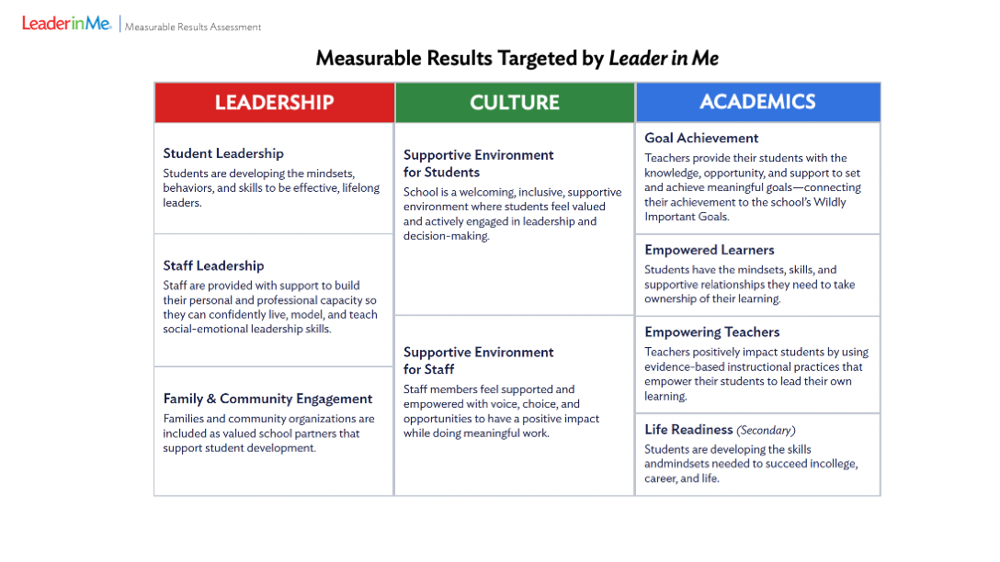 LeaderinMe. Measurable Results Assessment
Measurable Results Targeted by Leader in Me
LEADERSHIP
Student Leadership
Students are developing the mindsets,
behaviors, and skills to be effective, lifelong
leaders.
Staff Leadership
Staff are provided with support to build
their personal and professional capacity so
they can confidently live, model, and teach
social-emotional leadership skills.
Family & Community Engagement
Families and community organizations are
included as valued school partners that
support student development.
CULTURE
Supportive Environment
for Students
School is a welcoming, inclusive, supportive
environment where students feel valued
and actively engaged in leadership and
decision-making.
Supportive Environment
for Staff
Staff members feel supported and
empowered with voice, choice, and
opportunities to have a positive impact
while doing meaningful work.
ACADEMICS
Goal Achievement
Teachers provide their students with the
knowledge, opportunity, and support to set
and achieve meaningful goals—connecting
their achievement to the school's Wildly
Important Goals.
Empowered Learners
Students have the mindsets, skills, and
supportive relationships they need to take
ownership of their learning.
Empowering Teachers
Teachers positively impact students by using
evidence-based instructional practices that
empower their students to lead their own
learning.
Life Readiness (Secondary)
Students are developing the skills
andmindsets needed to succeed incollege,
career, and life.